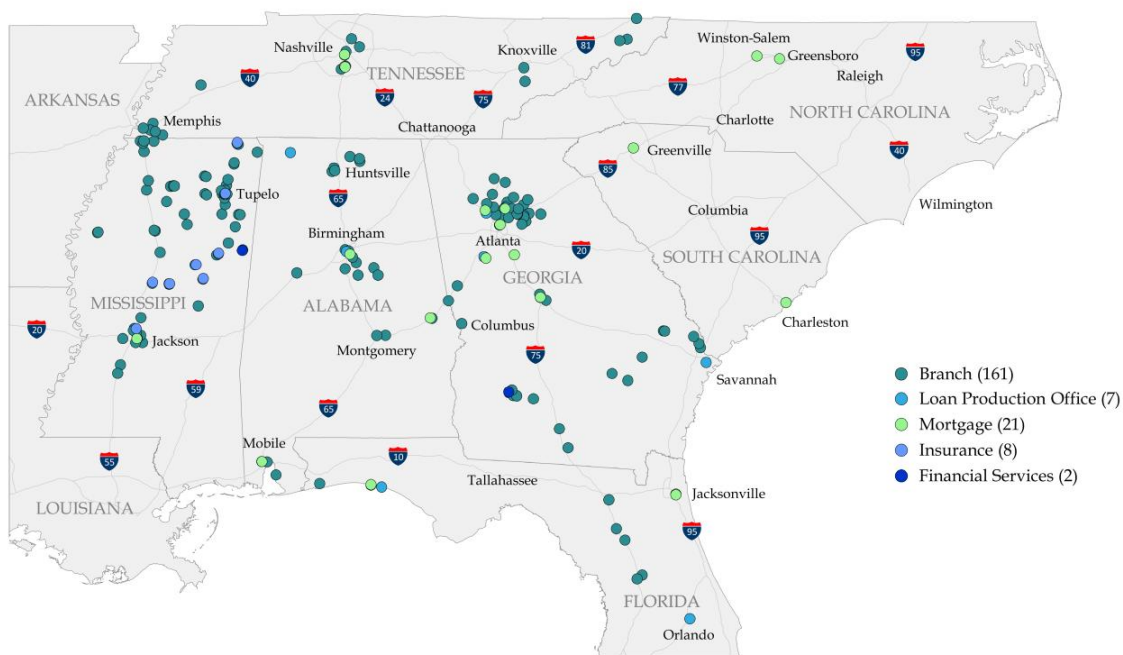 Winston-Salem
Nashville
Knoxville
81
Greensboro
95
TENNESSEE
Raleigh
40
77
ARKANSAS
24
75
NORTH CAROLINA
Memphis
Chattanooga
Charlotte
Greenville
40
85
Huntsville
Tupelo
65
Columbia
Wilmington
Birmingham
95
Atlanta
20
SOUTH CAROLINA
GEORGIA
MISSISSIPPI
ALABAMA
20
Jackson
Columbus
Charleston
Montgomery
75
Savannah
Branch (161)
59
Loan Production Office (7)
65
Mortgage (21)
Mobile
Insurance (8)
10
55
Financial Services (2)
Tallahassee
Jacksonville
LOUISIANA
95
FLORIDA
Orlando